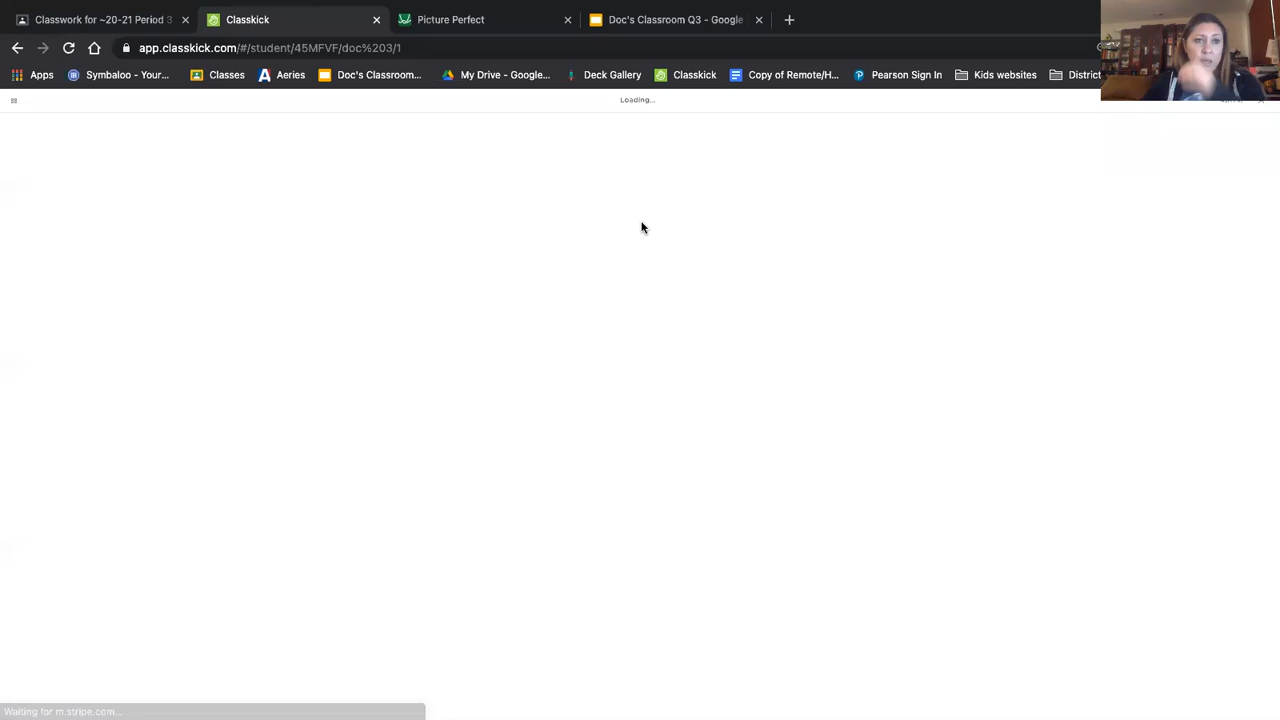 Classwork for ~20-21 Period 3
Classkick
Picture Perfect
Doc's Classroom Q3 - Google
app.classkick.com/#/student/45MFVF/doc%203/1
Apps
Symbaloo - Your...
Classes
Aeries
Doc's Classroom...
My Drive - Google...
Deck Gallery
Classkick
Copy of Remote/H...
Pearson Sign In
Kids websites
District
Loading...
Waiting for m.stripe.com...